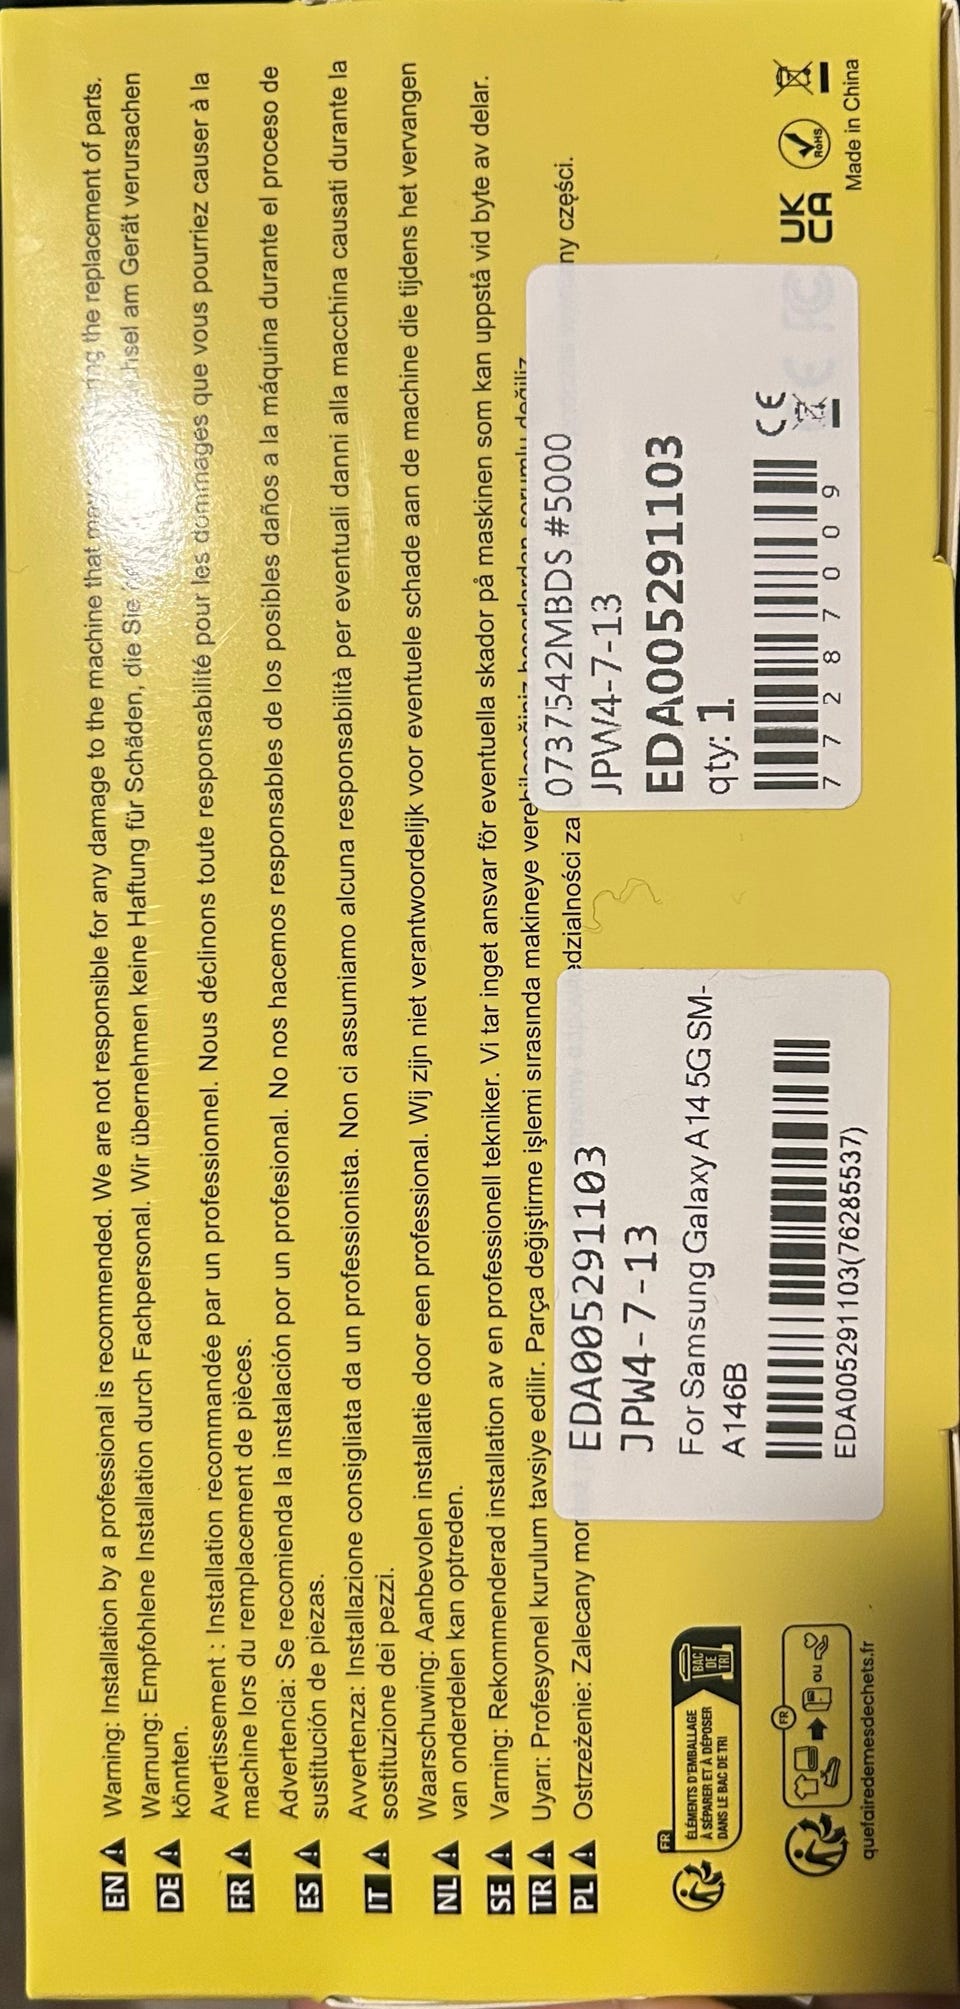 EN Warning: Installation by a professional is recommended. We are not responsible for any damage to the machine that may the replacement of parts.
DE Warnung: Empfohlene Installation durch Fachpersonal. Wir übernehmen keine Haftung für Schäden, die Sie am Gerät verursachen
könnten.
FR Avertissement : Installation recommandée par un professionnel. Nous déclinons toute responsabilité pour les dommages que vous pourriez causer à la
machine lors du remplacement de pièces.
ES Advertencia: Se recomienda la instalación por un profesional. No nos hacemos responsables de los posibles daños a la máquina durante el proceso de
sustitución de piezas.
IT Avvertenza: Installazione consigliata da un professionista. Non ci assumiamo alcuna responsabilità per eventuali danni alla macchina causati durante la
sostituzione dei pezzi.
NL Waarschuwing: Aanbevolen installatie door een professional. Wij zijn niet verantwoordelijk voor eventuele schade aan de machine die tijdens het vervangen
van onderdelen kan optreden.
SE Varning: Rekommenderad installation av en professionell tekniker. Vi tar inget ansvar för eventuella skador på maskinen som kan uppstå vid byte av delar.
TR Uyarı: Profesyonel kurulum tavsiye edilir. Parça değiştirme işlemi sırasında makineye
PL Ostrzeżenie: Zalecany części.
FR
ÉLÉMENTS D'EMBALLAGE
À SÉPARER ET À DÉPOSER
DANS LE BAC DE TRI
BAC
DE
TRI
FR
ou
quefairedemesdechets.fr
EDA005291103
JPW4-7-13
For Samsung Galaxy A14 5G SM-
A146B
EDA005291103(76285537)
0737542MBDS #5000
JPW4-7-13
EDA005291103
qty: 1
7 7 2 8 7 0 0 9
CE
UK
CA
RoHS
Made in China